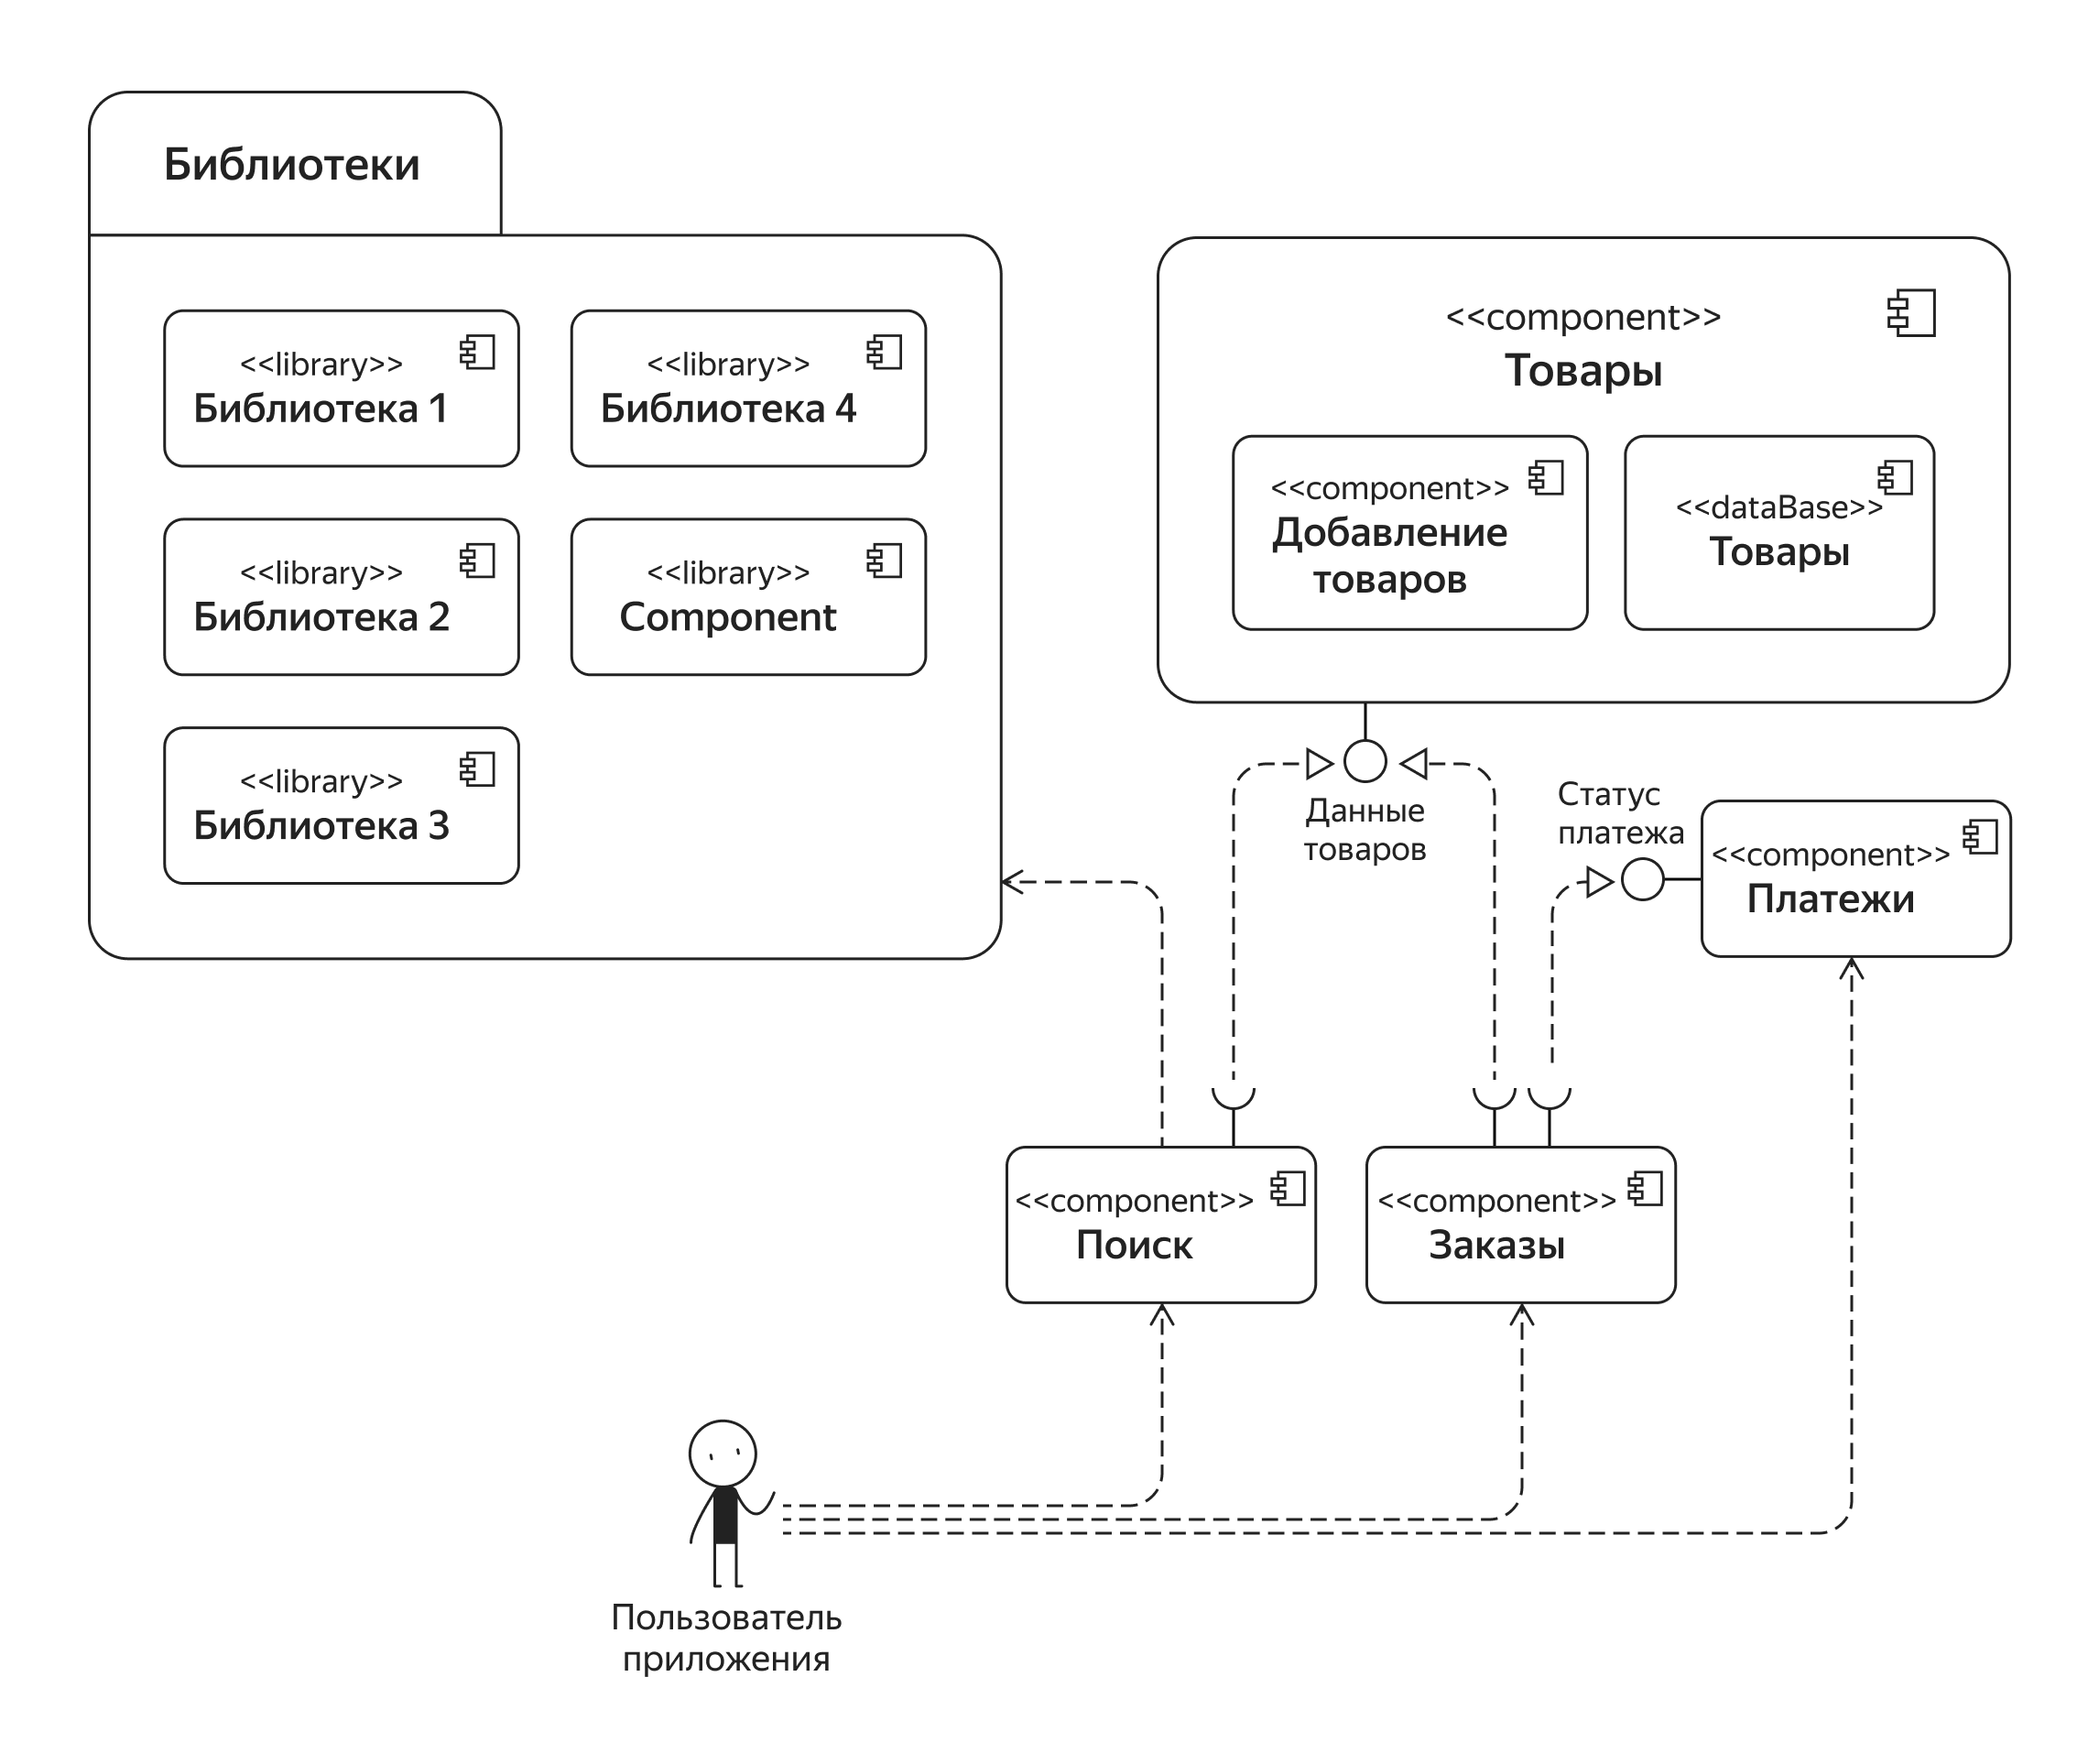 Библиотеки
<<library>>
Библиотека 1
<<library>>
Библиотека 4
<<library>>
Библиотека 2
<<library>>
Component
<<library>>
Библиотека 3
<<component>>
Товары
<<component>>
Добавление
товаров
<<dataBase>>
Товары
Данные
товаров
Статус
платежа
<<component>>
Платежи
<<component>>
Поиск
<<component>>
Заказы
Пользователь
приложения